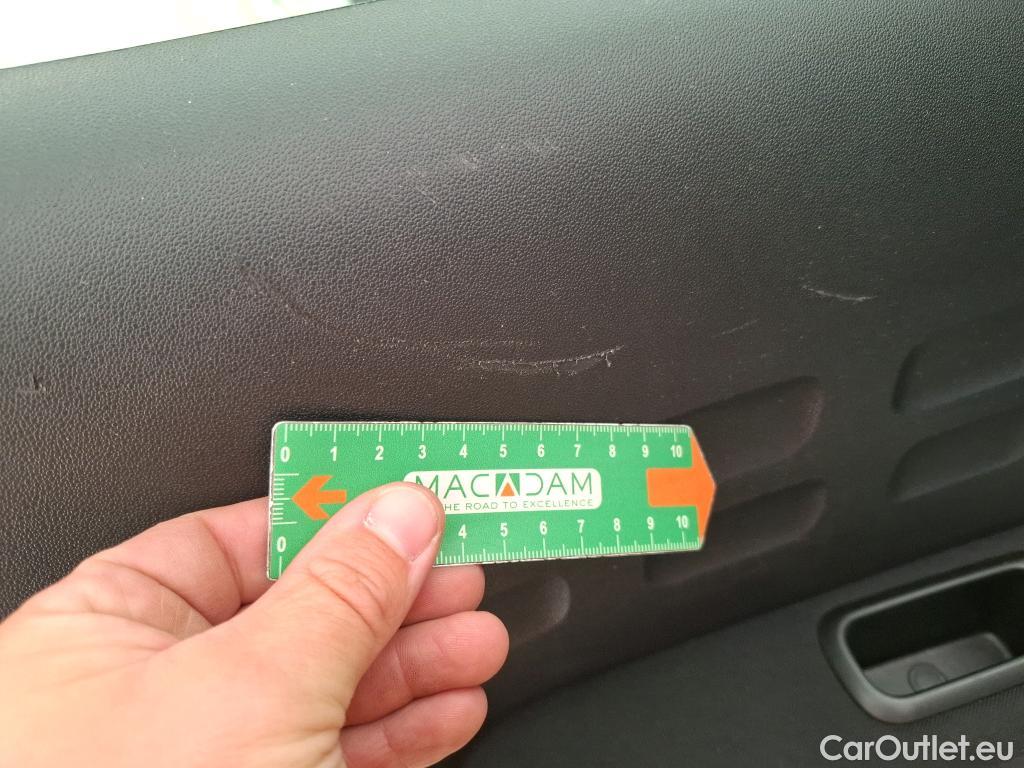 0 1 2 3 4 5 6 7 8 9 10
MACADAM
HE ROAD TO EXCELLENCE
0 4 5 6 7 8 9 10
CarOutlet.eu